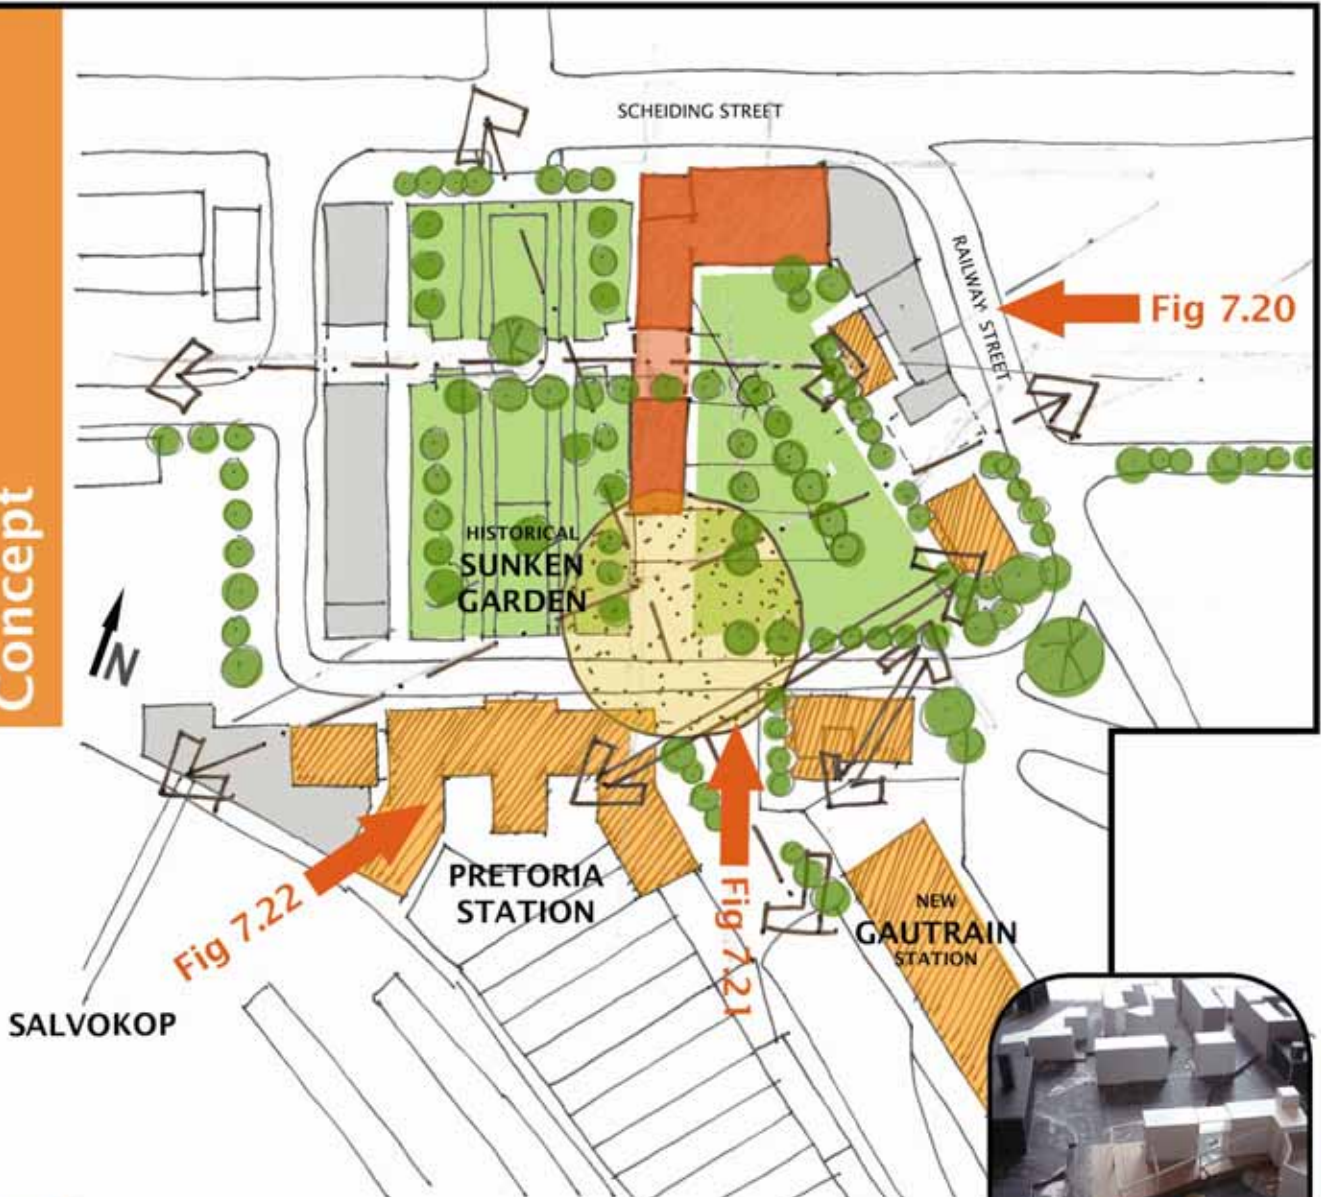 Concept
SCHEIDING STREET
RAILWAY STREET
Fig 7.20
HISTORICAL
SUNKEN
GARDEN
N
PRETORIA
STATION
Fig 7.22
Fig 7.21
NEW
GAUTRAIN
STATION
SALVOKOP